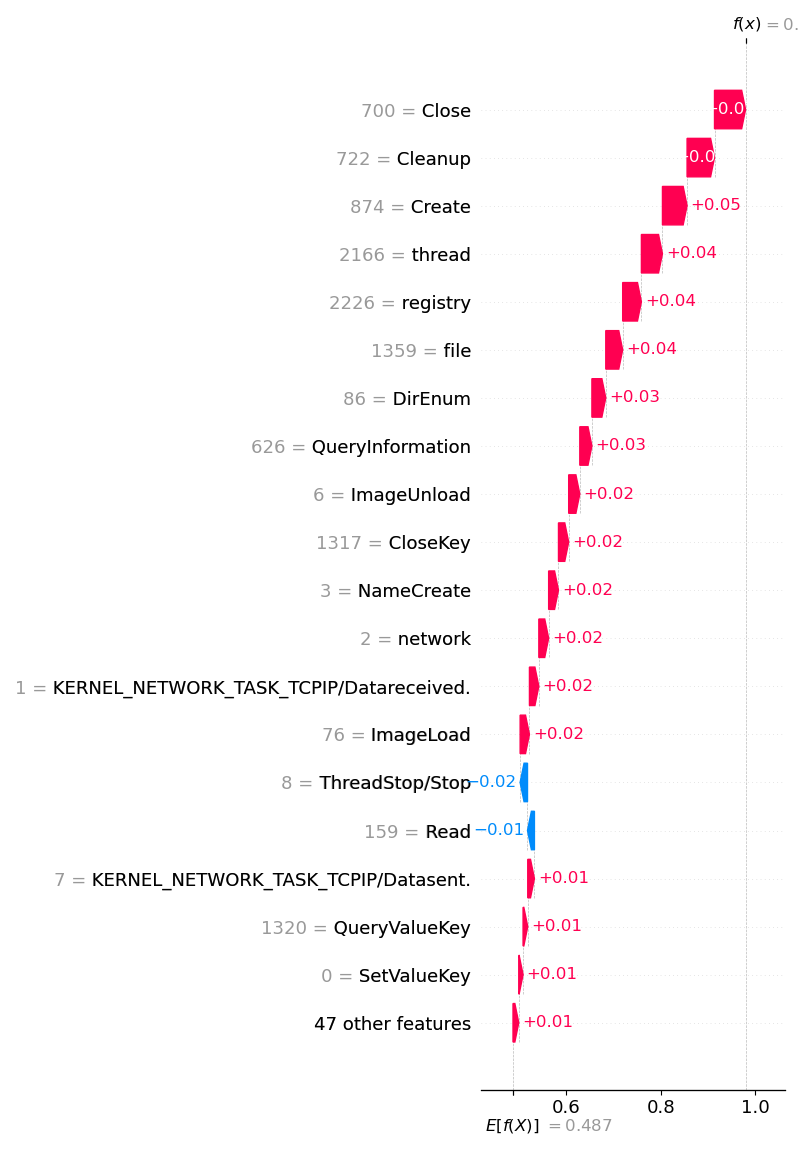 f(x) = 0.
700 = Close
-0.0
722 = Cleanup
-0.0
874 = Create
+0.05
2166 = thread
+0.04
2226 = registry
+0.04
1359 = file
+0.04
86 = DirEnum
+0.03
626 = QueryInformation
+0.03
6 = ImageUnload
+0.02
1317 = CloseKey
+0.02
3 = NameCreate
+0.02
2 = network
+0.02
1 = KERNEL_NETWORK_TASK_TCPIP/Datareceived.
+0.02
76 = ImageLoad
+0.02
8 = ThreadStop/Stop
−0.02
159 = Read
−0.01
7 = KERNEL_NETWORK_TASK_TCPIP/Datasent.
+0.01
1320 = QueryValueKey
+0.01
0 = SetValueKey
+0.01
47 other features
+0.01
0.6 0.8 1.0
E[f(X)] = 0.487